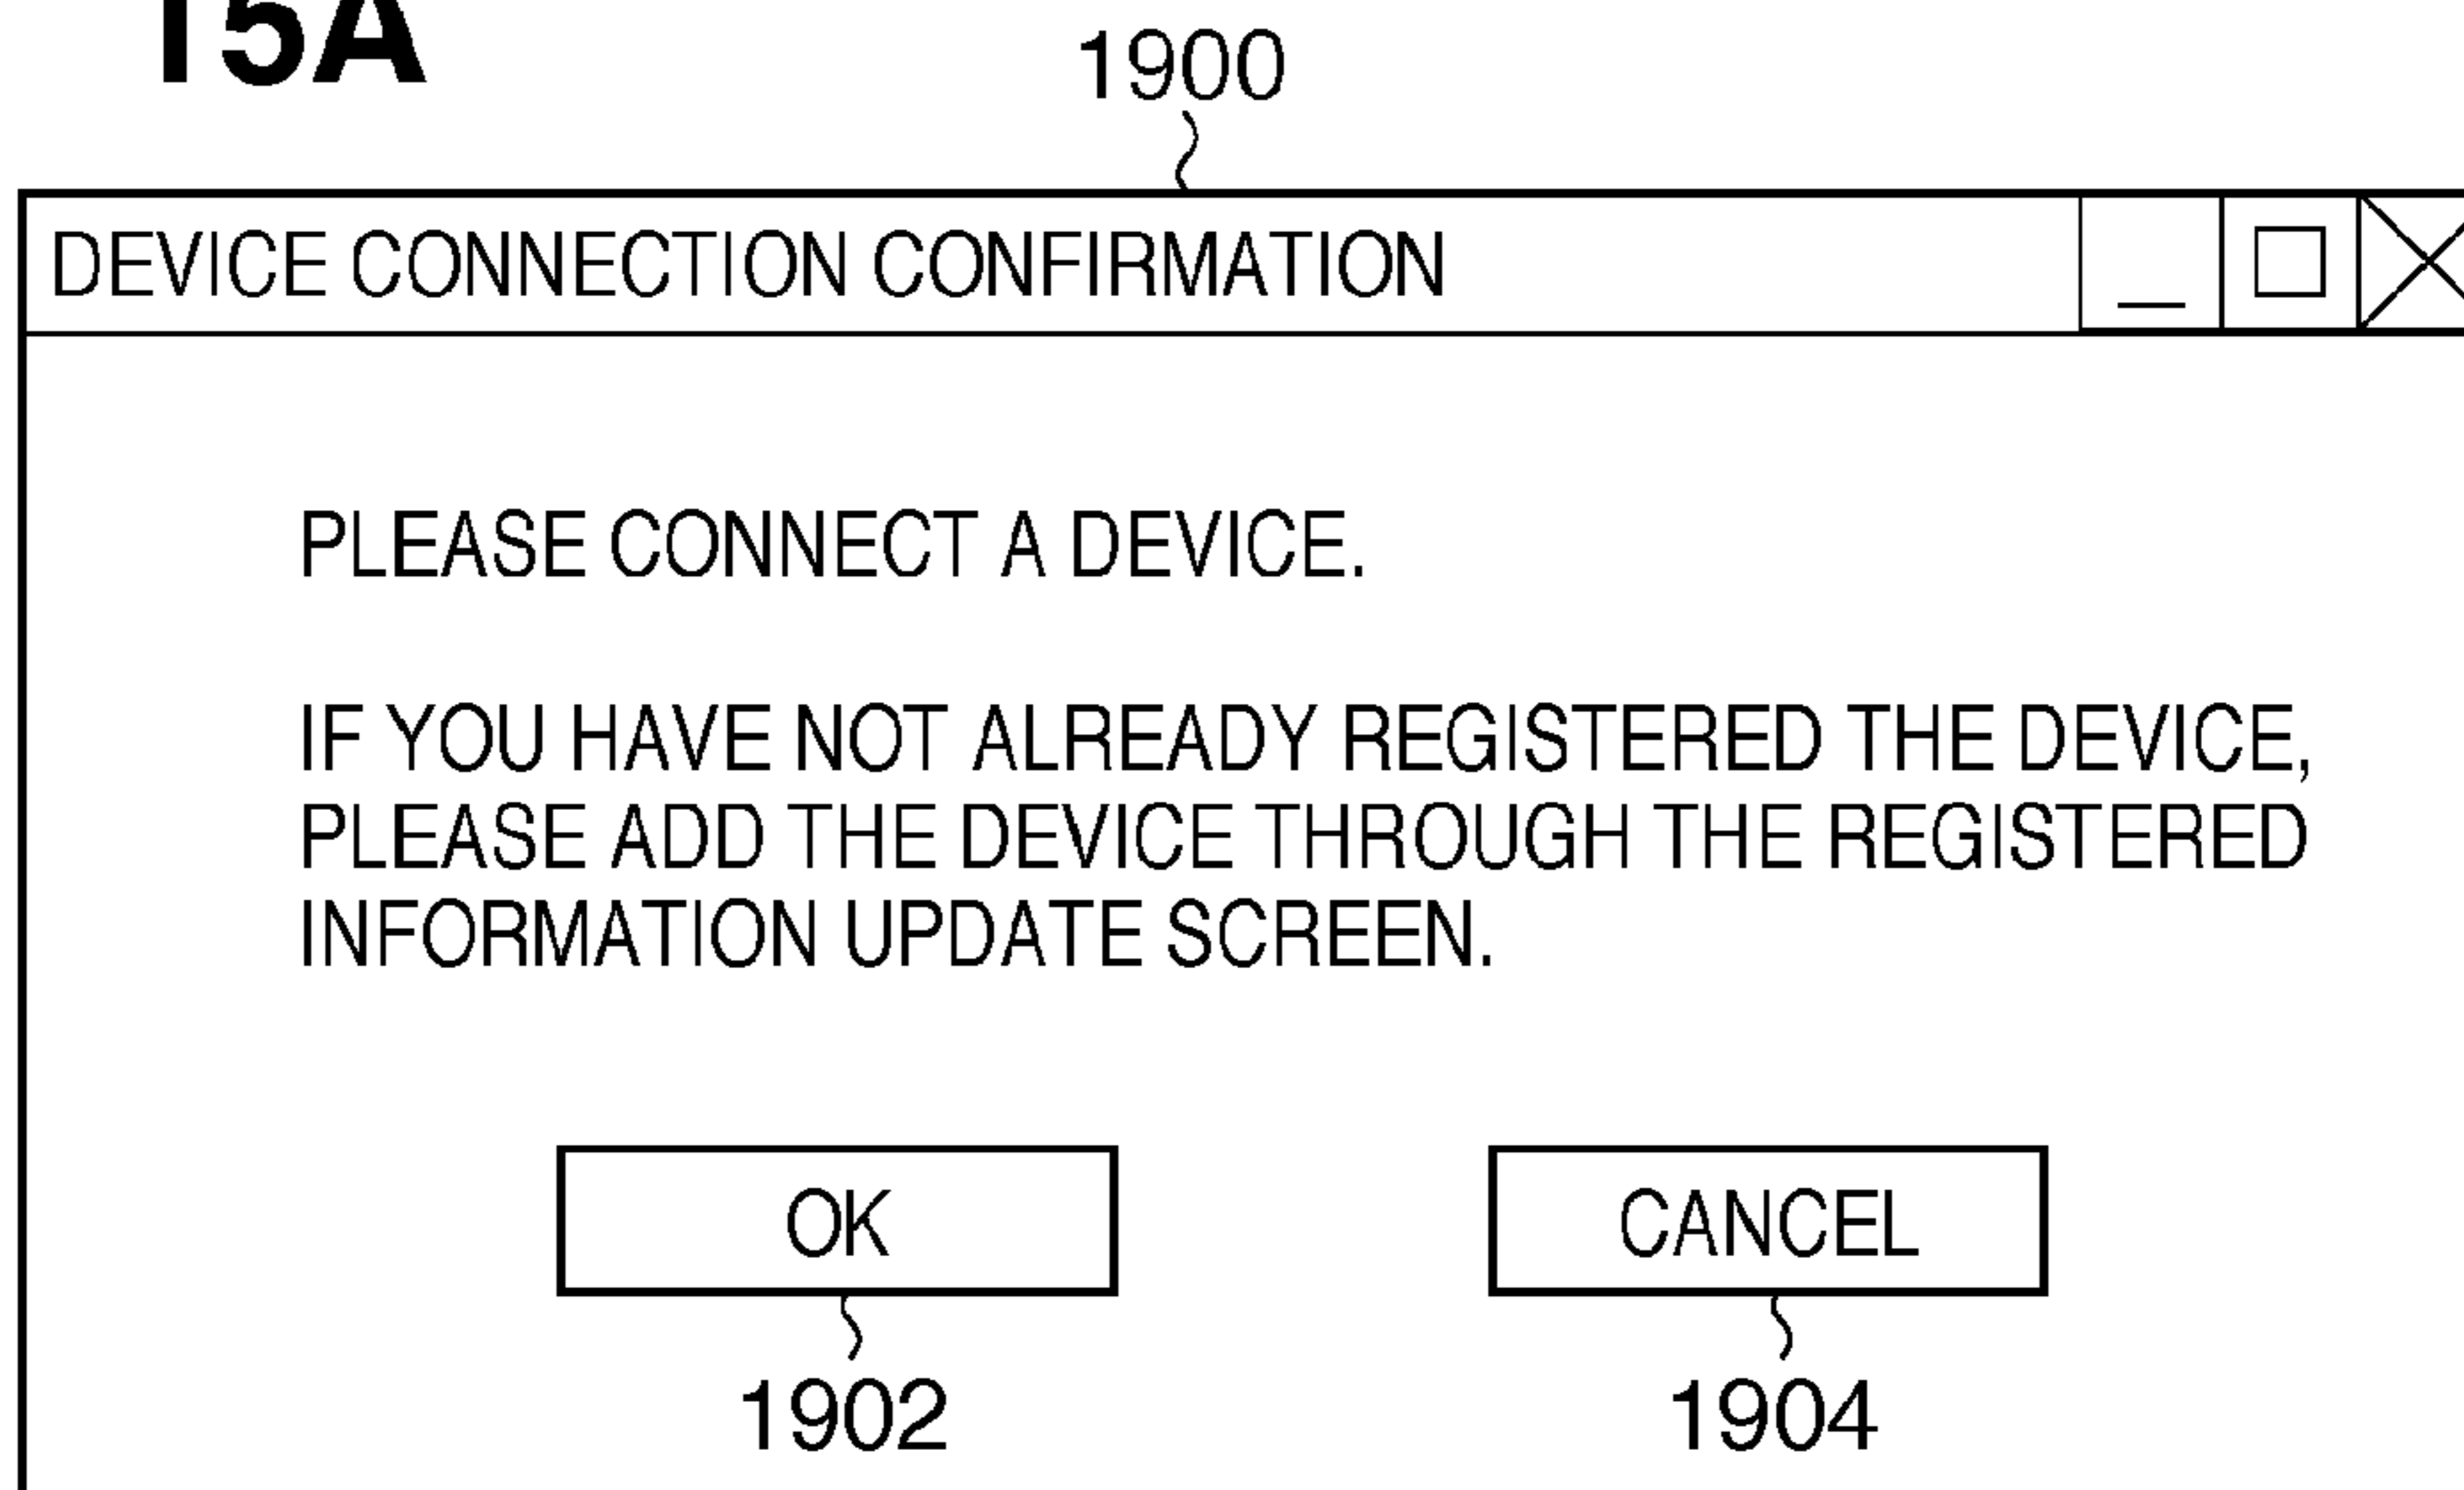 15A
1900
DEVICE CONNECTION CONFIRMATION
PLEASE CONNECT A DEVICE.
IF YOU HAVE NOT ALREADY REGISTERED THE DEVICE,
PLEASE ADD THE DEVICE THROUGH THE REGISTERED
INFORMATION UPDATE SCREEN.
OK
CANCEL
1902
1904